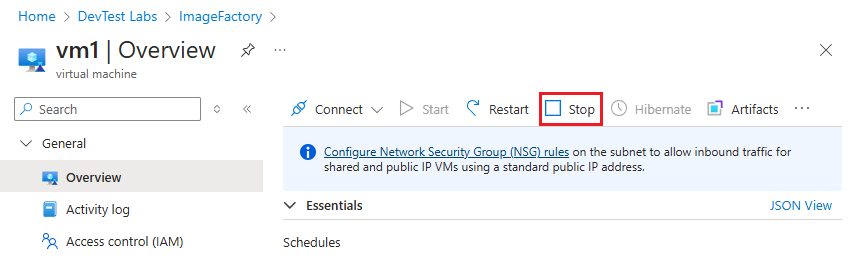 Home > DevTest Labs > ImageFactory >
vm1 | Overview ...
virtual machine
Search
Connect Start Restart Stop Hibernate Artifacts ...
General
Configure Network Security Group (NSG) rules on the subnet to allow inbound traffic for
shared and public IP VMs using a standard public IP address.
Overview
Activity log
Access control (IAM)
Essentials JSON View
Schedules